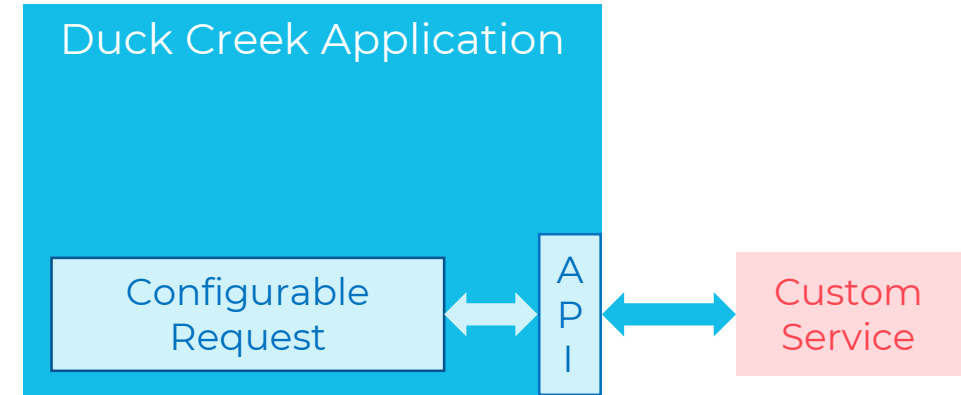 Duck Creek Application
Configurable
Request
A
P
I
Custom
Service